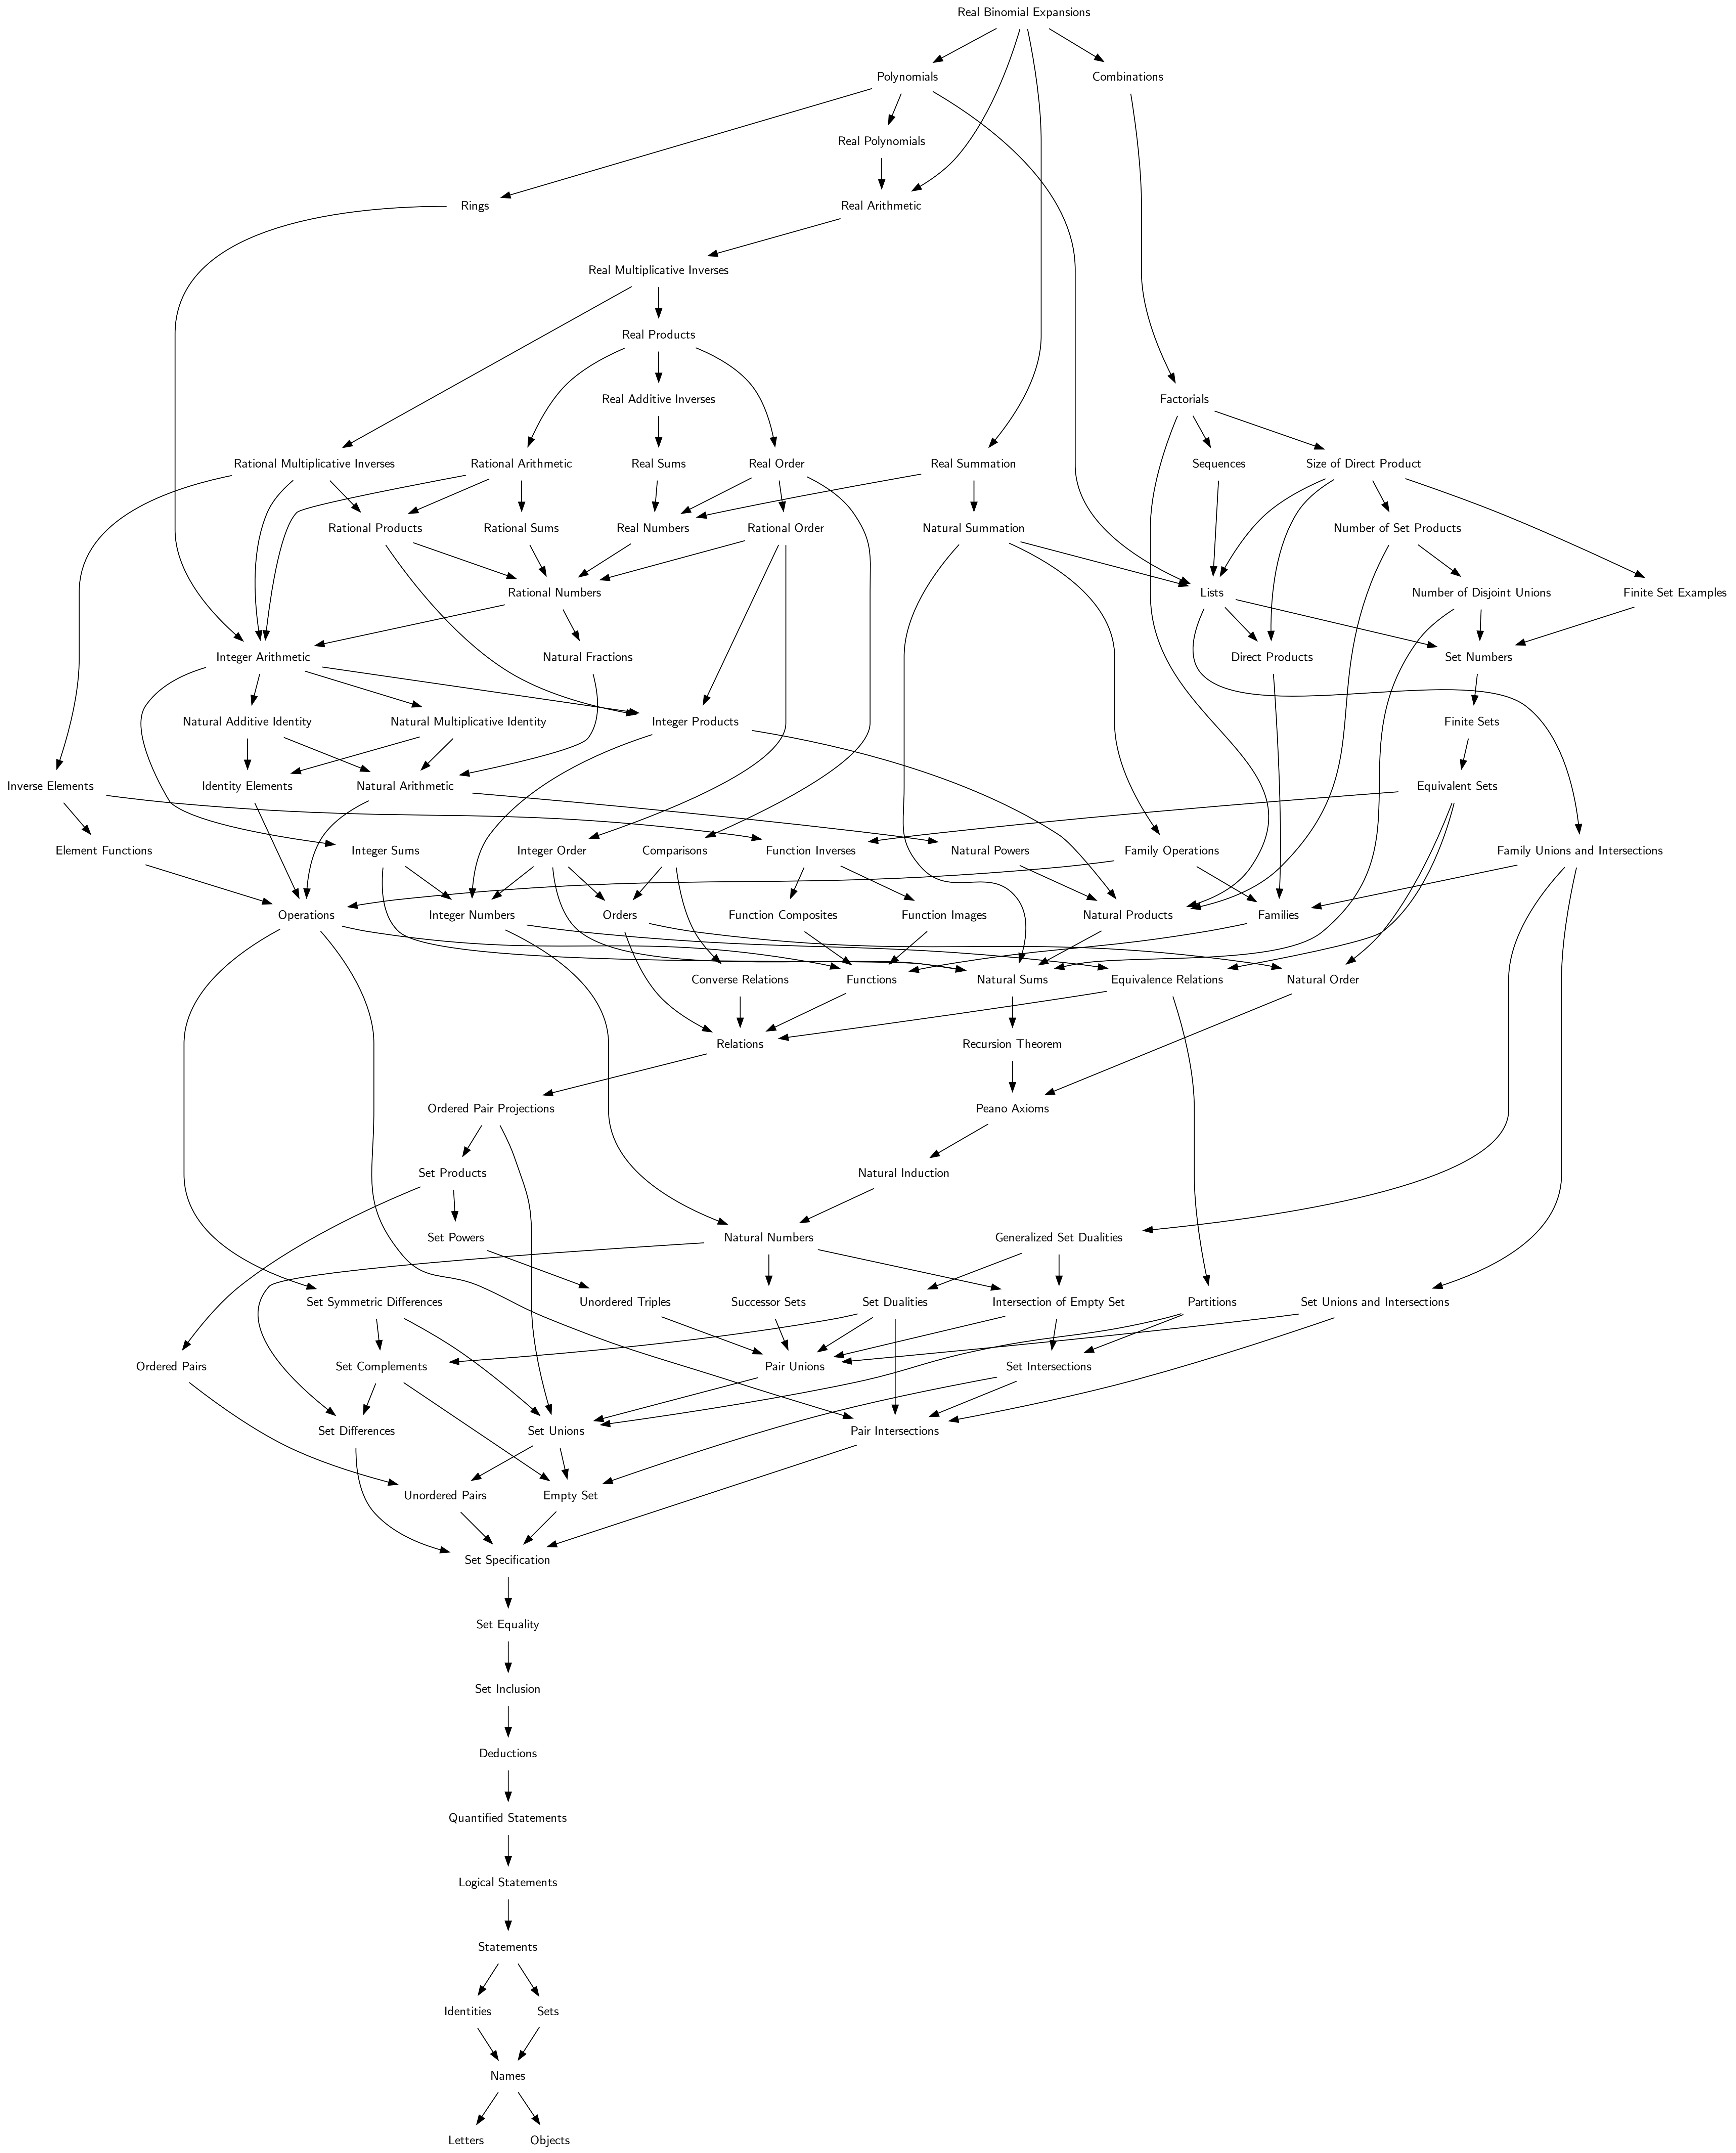 Real Binomial Expansions
Polynomials
Combinations
Real Polynomials
Rings
Real Arithmetic
Real Multiplicative Inverses
Real Products
Real Additive Inverses
Factorials
Rational Multiplicative Inverses
Rational Arithmetic
Real Sums
Real Order
Real Summation
Sequences
Size of Direct Product
Rational Products
Rational Sums
Real Numbers
Rational Order
Natural Summation
Number of Set Products
Rational Numbers
Lists
Number of Disjoint Unions
Finite Set Examples
Integer Arithmetic
Natural Fractions
Direct Products
Set Numbers
Natural Additive Identity
Natural Multiplicative Identity
Integer Products
Finite Sets
Inverse Elements
Identity Elements
Natural Arithmetic
Equivalent Sets
Element Functions
Integer Sums
Integer Order
Comparisons
Function Inverses
Natural Powers
Family Operations
Family Unions and Intersections
Operations
Integer Numbers
Orders
Function Composites
Function Images
Natural Products
Families
Converse Relations
Functions
Natural Sums
Equivalence Relations
Natural Order
Relations
Recursion Theorem
Ordered Pair Projections
Peano Axioms
Set Products
Natural Induction
Set Powers
Natural Numbers
Generalized Set Dualities
Set Symmetric Differences
Unordered Triples
Successor Sets
Set Dualities
Intersection of Empty Set
Partitions
Set Unions and Intersections
Ordered Pairs
Set Complements
Pair Unions
Set Intersections
Set Differences
Set Unions
Pair Intersections
Unordered Pairs
Empty Set
Set Specification
Set Equality
Set Inclusion
Deductions
Quantified Statements
Logical Statements
Statements
Identities
Sets
Names
Letters
Objects